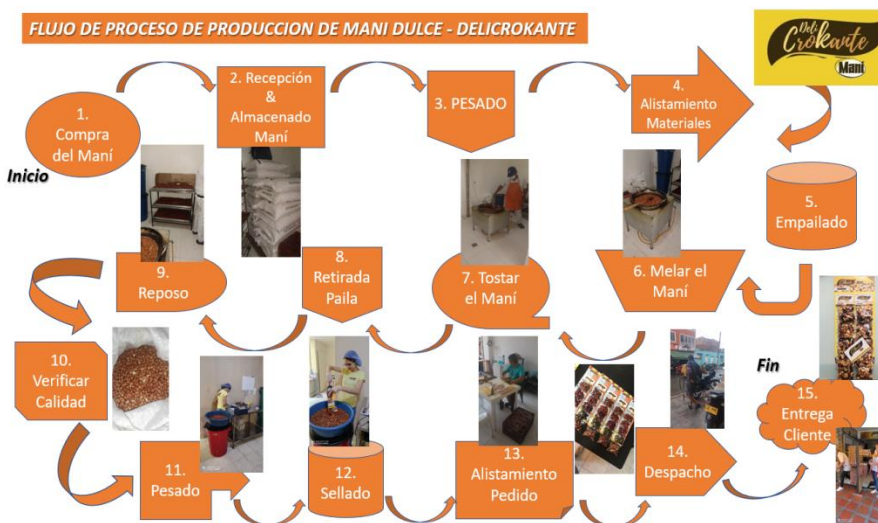 FLUJO DE PROCESO DE PRODUCCION DE MANI DULCE - DELICROKANTE
Deli
Crokante
Mani
1.
Compra
del Maní
2. Recepción
&
Almacenado
Maní
3. PESADO
4.
Alistamiento
Materiales
Inicio
5.
Empailado
6. Melar el
Maní
7. Tostar
el Maní
8.
Retirada
Paila
9.
Reposo
10.
Verificar
Calidad
11.
Pesado
12.
Sellado
13.
Alistamiento
Pedido
14.
Despacho
Fin
15.
Entrega
Cliente